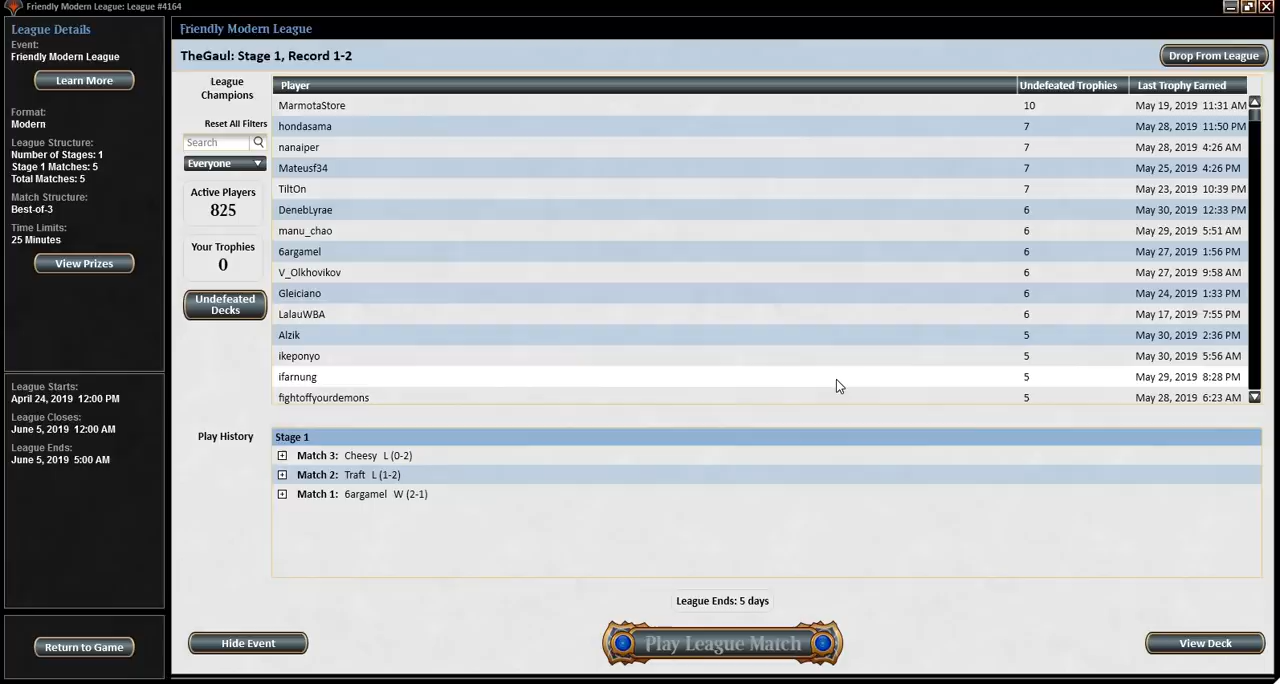 Friendly Modern League: League #4164
League Details
Event:
Friendly Modern League
Learn More
Format:
Modern
League Structure:
Number of Stages: 1
Stage 1 Matches: 5
Total Matches: 5
Match Structure:
Best-of-3
Time Limits:
25 Minutes
View Prizes
League Starts:
April 24, 2019 12:00 PM
League Closes:
June 5, 2019 12:00 AM
League Ends:
June 5, 2019 5:00 AM
Return to Game
Friendly Modern League
TheGaul: Stage 1, Record 1-2
Drop From League
League
Champions
Reset All Filters
Search
Everyone
Active Players
825
Your Trophies
0
Undefeated
Decks
Player Undefeated Trophies Last Trophy Earned
MarmotaStore 10 May 19, 2019 11:31 AM
hondasama 7 May 28, 2019 11:50 PM
nanaiper 7 May 28, 2019 4:26 AM
Mateusf34 7 May 25, 2019 4:26 PM
TiltOn 7 May 23, 2019 10:39 PM
DenebLyrae 6 May 30, 2019 12:33 PM
manu_chao 6 May 29, 2019 5:51 AM
6argamel 6 May 27, 2019 1:56 PM
V_Olkhovikov 6 May 27, 2019 9:58 AM
Gleiciano 6 May 24, 2019 1:33 PM
LalauWBA 6 May 17, 2019 7:55 PM
Alzik 5 May 30, 2019 2:36 PM
ikeponyo 5 May 30, 2019 5:56 AM
ifarnung 5 May 29, 2019 8:28 PM
fightoffyourdemons 5 May 28, 2019 6:23 AM
Play History
Stage 1
Match 3: Cheesy L (0-2)
Match 2: Traft L (1-2)
Match 1: 6argamel W (2-1)
League Ends: 5 days
Hide Event
Play League Match
View Deck